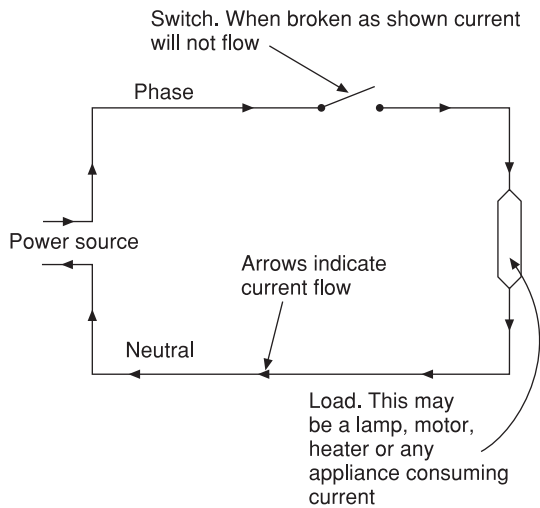 Switch. When broken as shown current
will not flow
Phase
Power source
Arrows indicate
current flow
Neutral
Load. This may
be a lamp, motor,
heater or any
appliance consuming
current